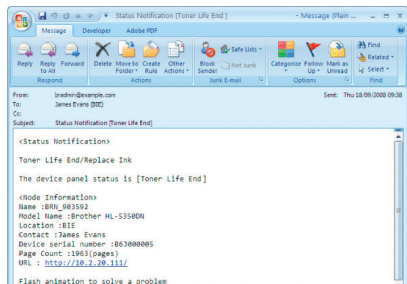 Status Notification [Toner Life End ] - Message (Plain ...
Message Developer Adobe PDF
Reply Reply to All Forward Delete Move to Folder Create Rule Other Actions Block Sender Safe Lists Not Junk Categorize Follow Up Mark as Unread Find Related Select
Respond Actions Junk E-mail Options Find
From: bradmin@example.com Sent: Thu 18/09/2008 09:38
To: James Evans (BIE)
Cc:
Subject: Status Notification [Toner Life End ]
<Status Notification>
Toner Life End/Replace Ink
The device panel status is [Toner Life End]
<Node Information>
Name :BRN_903592
Model Name :Brother HL-5350DN
Location :BIE
Contact :James Evans
Device serial number :B6J000005
Page Count :1963(pages)
URL : http://10.2.20.111/
Flash animation to solve a problem